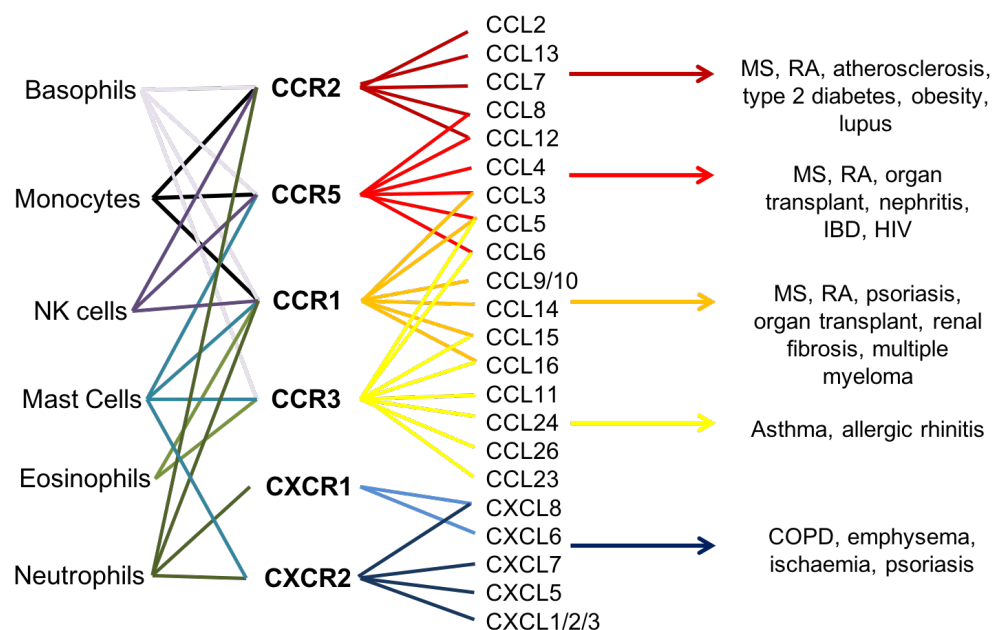 Basophils
Monocytes
NK cells
Mast Cells
Eosinophils
Neutrophils
CCR2
CCR5
CCR1
CCR3
CXCR1
CXCR2
CCL2
CCL13
CCL7
CCL8
CCL12
CCL4
CCL3
CCL5
CCL6
CCL9/10
CCL14
CCL15
CCL16
CCL11
CCL24
CCL26
CCL23
CXCL8
CXCL6
CXCL7
CXCL5
CXCL1/2/3
MS, RA, atherosclerosis,
type 2 diabetes, obesity,
lupus
MS, RA, organ
transplant, nephritis,
IBD, HIV
MS, RA, psoriasis,
organ transplant, renal
fibrosis, multiple
myeloma
Asthma, allergic rhinitis
COPD, emphysema,
ischaemia, psoriasis